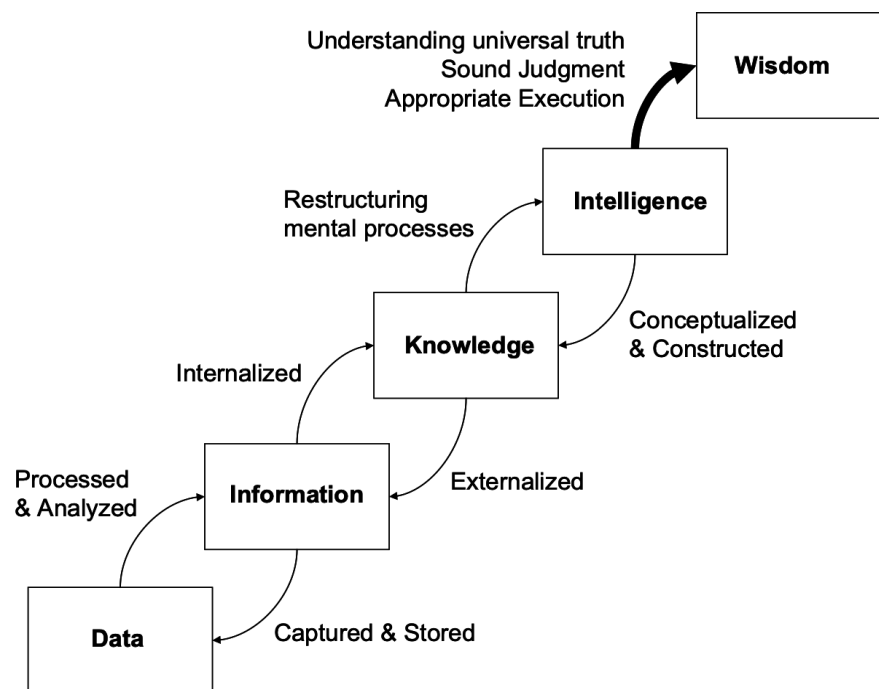 Understanding universal truth
Sound Judgment
Appropriate Execution
Wisdom
Restructuring
mental processes
Intelligence
Internalized
Knowledge
Conceptualized
& Constructed
Processed
& Analyzed
Information
Externalized
Data
Captured & Stored